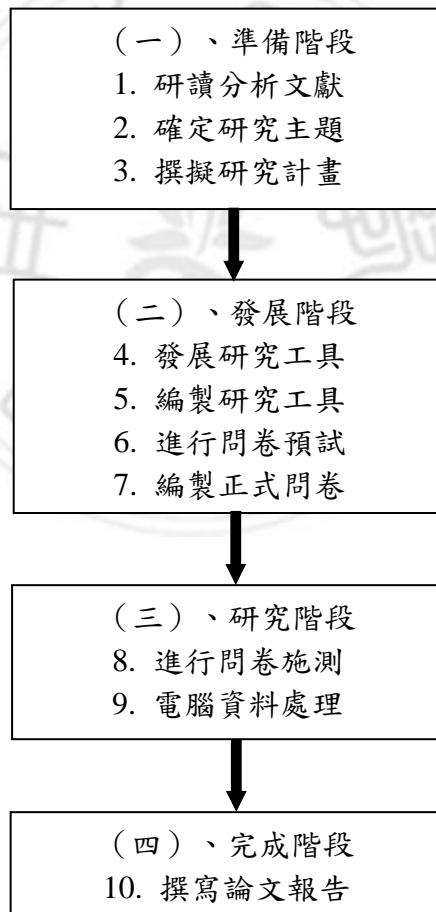 （一）、準備階段
1. 研讀分析文獻
2. 確定研究主題
3. 撰擬研究計畫
（二）、發展階段
4. 發展研究工具
5. 編製研究工具
6. 進行問卷預試
7. 編製正式問卷
（三）、研究階段
8. 進行問卷施測
9. 電腦資料處理
（四）、完成階段
10. 撰寫論文報告